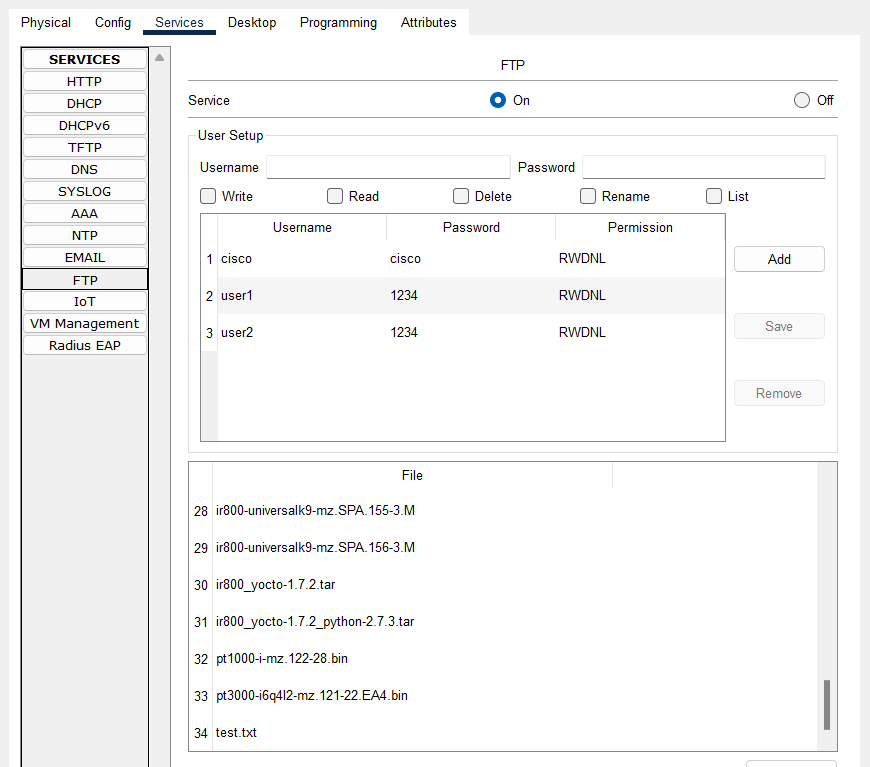 Physical Config Services Desktop Programming Attributes
SERVICES
HTTP
DHCP
DHCPv6
TFTP
DNS
SYSLOG
AAA
NTP
EMAIL
FTP
IoT
VM Management
Radius EAP
FTP
Service On Off
User Setup
Username Password
Write Read Delete Rename List
Username Password Permission
1 cisco cisco RWDNL
2 user1 1234 RWDNL
3 user2 1234 RWDNL
Add
Save
Remove
File
28 ir800-universalk9-mz.SPA.155-3.M
29 ir800-universalk9-mz.SPA.156-3.M
30 ir800_yocto-1.7.2.tar
31 ir800_yocto-1.7.2_python-2.7.3.tar
32 pt1000-i-mz.122-28.bin
33 pt3000-i6q4l2-mz.121-22.EA4.bin
34 test.txt